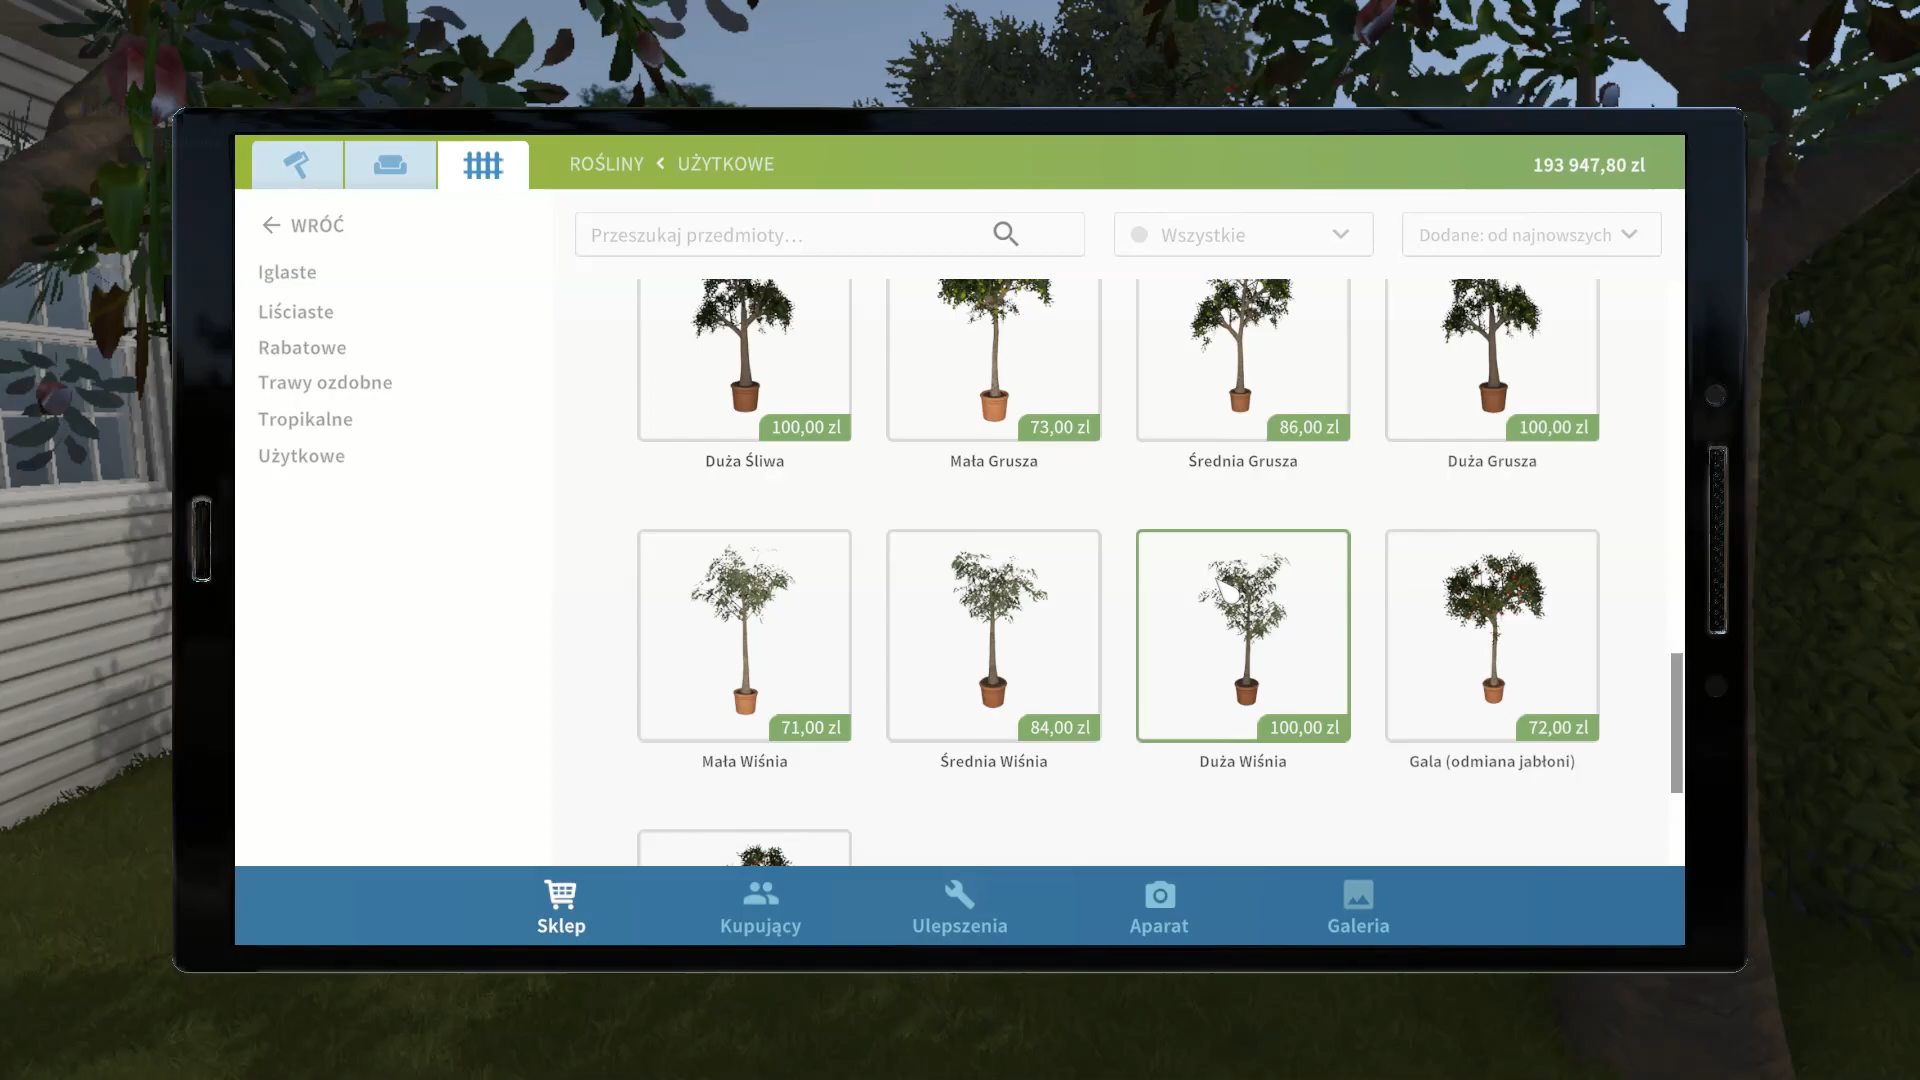 ROŚLINY < UŻYTKOWE
193 947,80 zl
WRÓĆ
Iglaste
Liściaste
Rabatowe
Trawy ozdobne
Tropikalne
Użytkowe
Przeszukaj przedmioty...
Wszystkie
Dodane: od najnowszych
100,00 zl
73,00 zl
86,00 zl
100,00 zl
Duża Śliwa
Mała Grusza
Średnia Grusza
Duża Grusza
71,00 zl
84,00 zl
100,00 zl
72,00 zl
Mała Wiśnia
Średnia Wiśnia
Duża Wiśnia
Gala (odmiana jabłoni)
Sklep
Kupujący
Ulepszenia
Aparat
Galeria